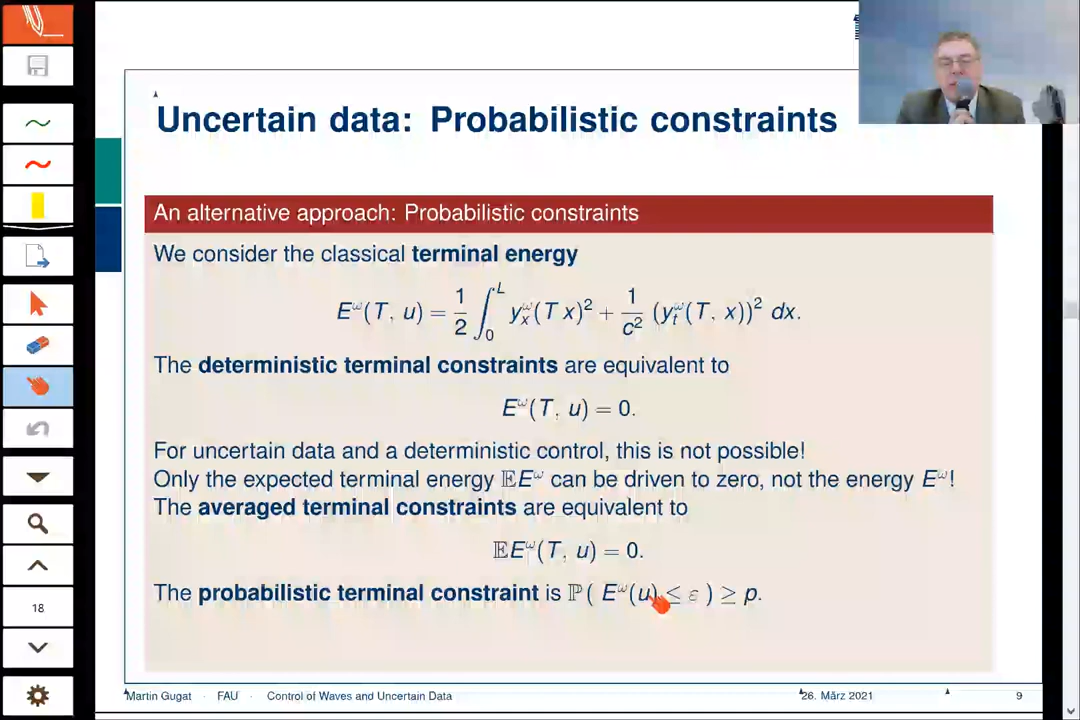 Uncertain data: Probabilistic constraints
An alternative approach: Probabilistic constraints
We consider the classical terminal energy
E^ω(T, u) = 1/2 ∫_0^L y_x^ω(T x)^2 + 1/c^2 (y_t^ω(T, x))^2 dx.
The deterministic terminal constraints are equivalent to
E^ω(T, u) = 0.
For uncertain data and a deterministic control, this is not possible!
Only the expected terminal energy 𝔼E^ω can be driven to zero, not the energy E^ω!
The averaged terminal constraints are equivalent to
𝔼E^ω(T, u) = 0.
The probabilistic terminal constraint is ℙ( E^ω(u) ≤ ε ) ≥ p.
18
Martin Gugat · FAU · Control of Waves and Uncertain Data 26. März 2021 9